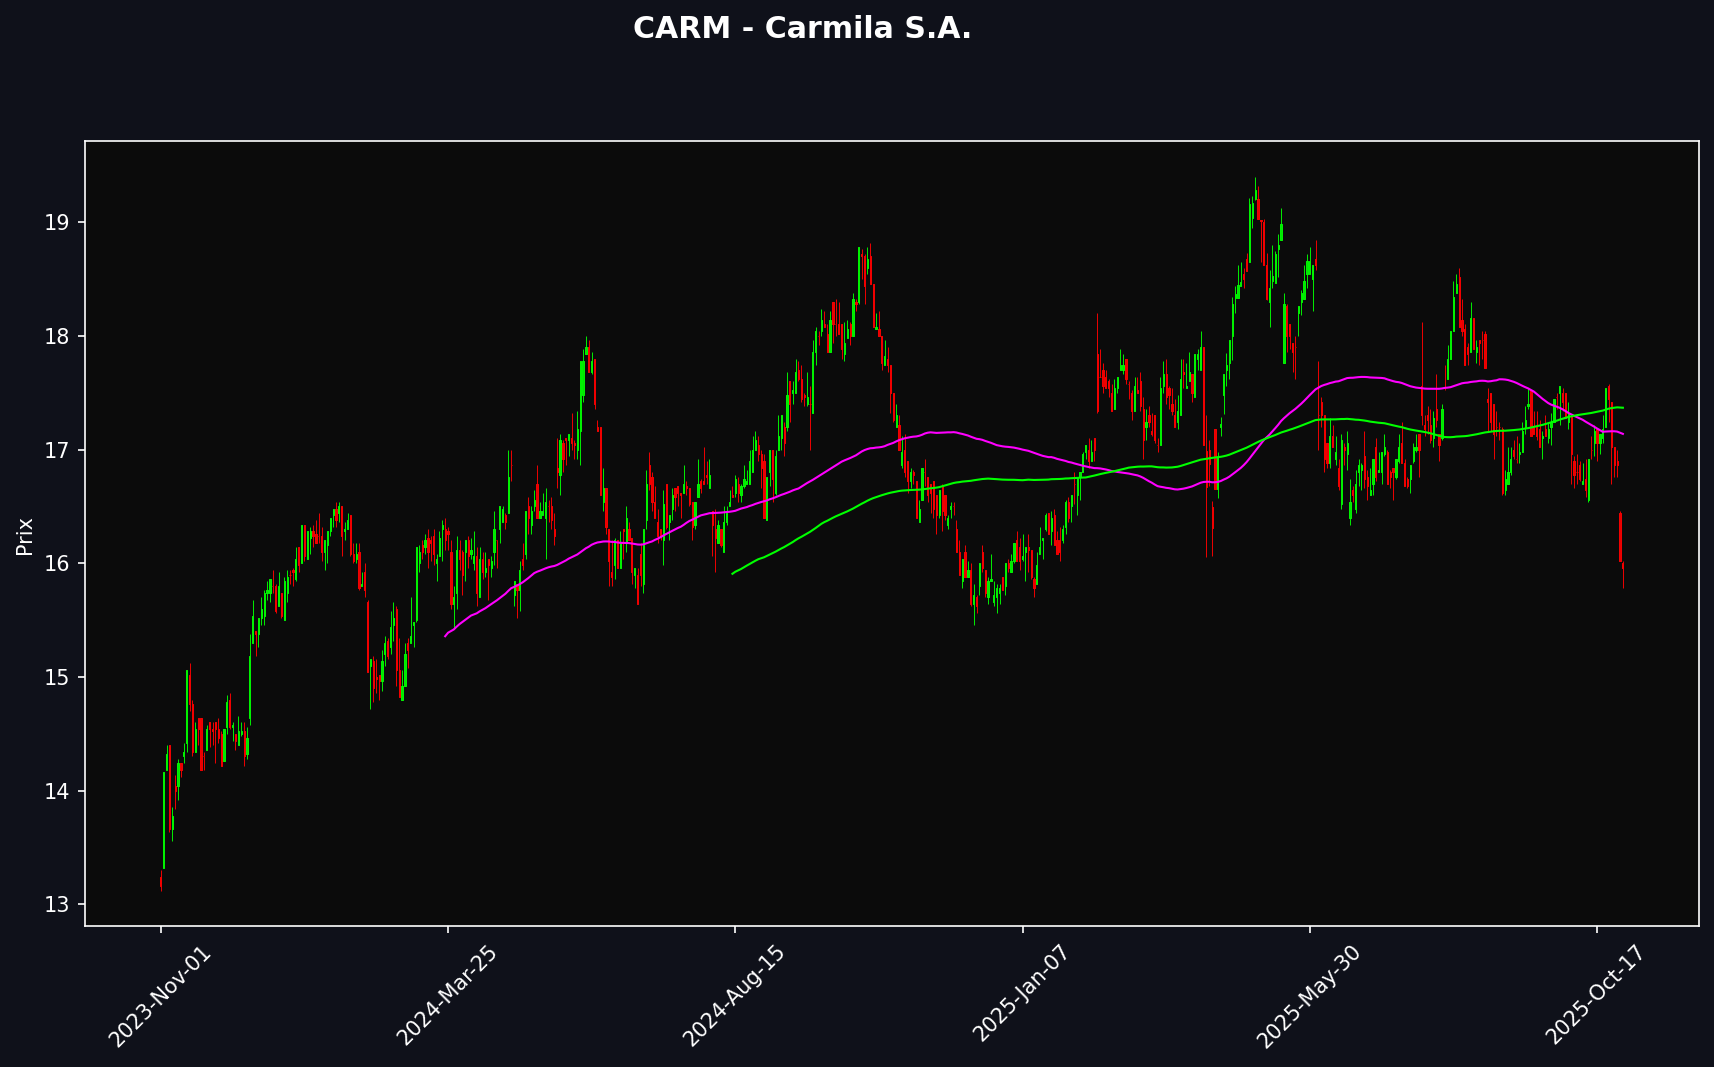 CARM - Carmila S.A.
Prix
19
18
17
16
15
14
13
2023-Nov-01
2024-Mar-25
2024-Aug-15
2025-Jan-07
2025-May-30
2025-Oct-17